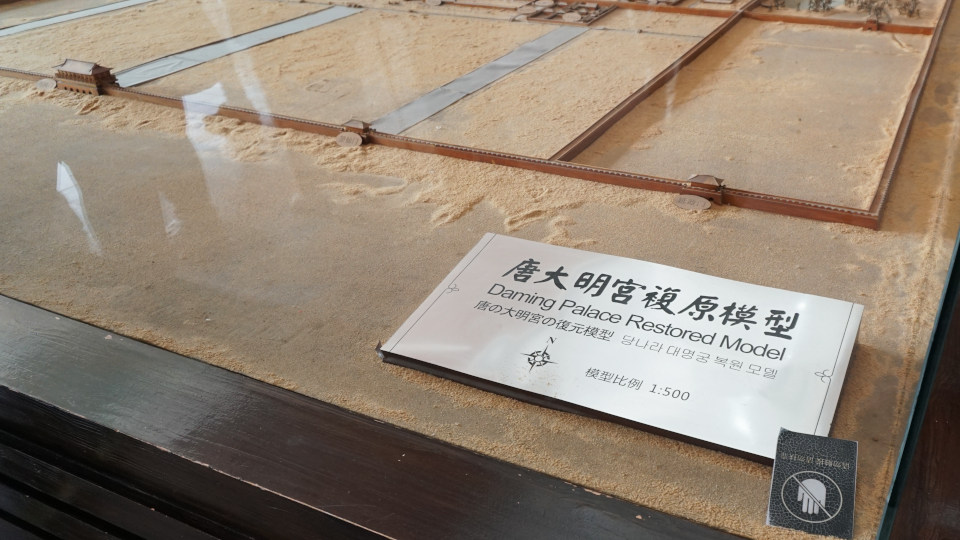 唐大明宮複原模型
Daming Palace Restored Model
唐の大明宮の復元模型 당나라 대명궁 복원 모델
N
模型比例 1:500